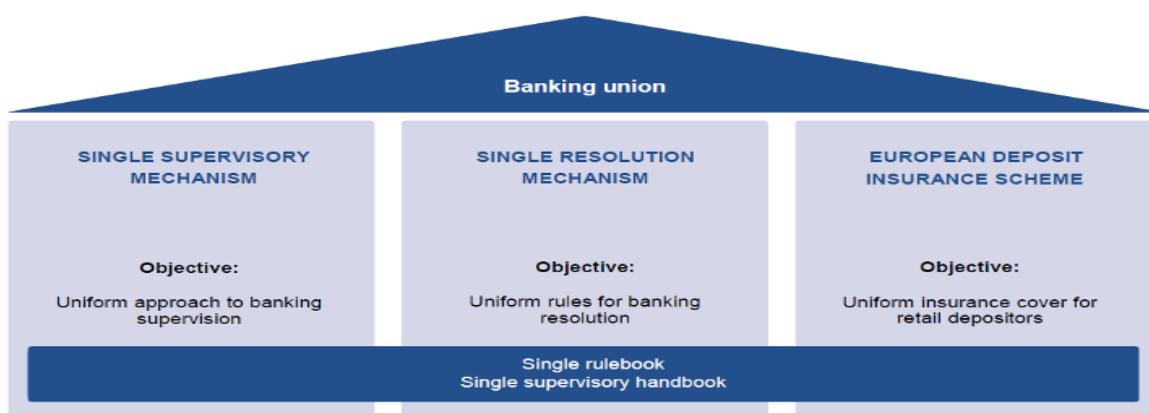 Banking union
SINGLE SUPERVISORY
MECHANISM
Objective:
Uniform approach to banking
supervision
SINGLE RESOLUTION
MECHANISM
Objective:
Uniform rules for banking
resolution
EUROPEAN DEPOSIT
INSURANCE SCHEME
Objective:
Uniform insurance cover for
retail depositors
Single rulebook
Single supervisory handbook